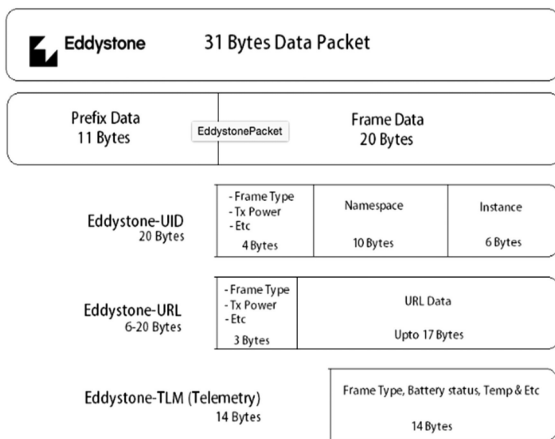 Eddystone
31 Bytes Data Packet
Prefix Data
11 Bytes
EddystonePacket
Frame Data
20 Bytes
Eddystone-UID
20 Bytes
- Frame Type
- Tx Power
- Etc
4 Bytes
Namespace
10 Bytes
Instance
6 Bytes
Eddystone-URL
6-20 Bytes
- Frame Type
- Tx Power
- Etc
3 Bytes
URL Data
Upto 17 Bytes
Eddystone-TLM (Telemetry)
14 Bytes
Frame Type, Battery status, Temp & Etc
14 Bytes